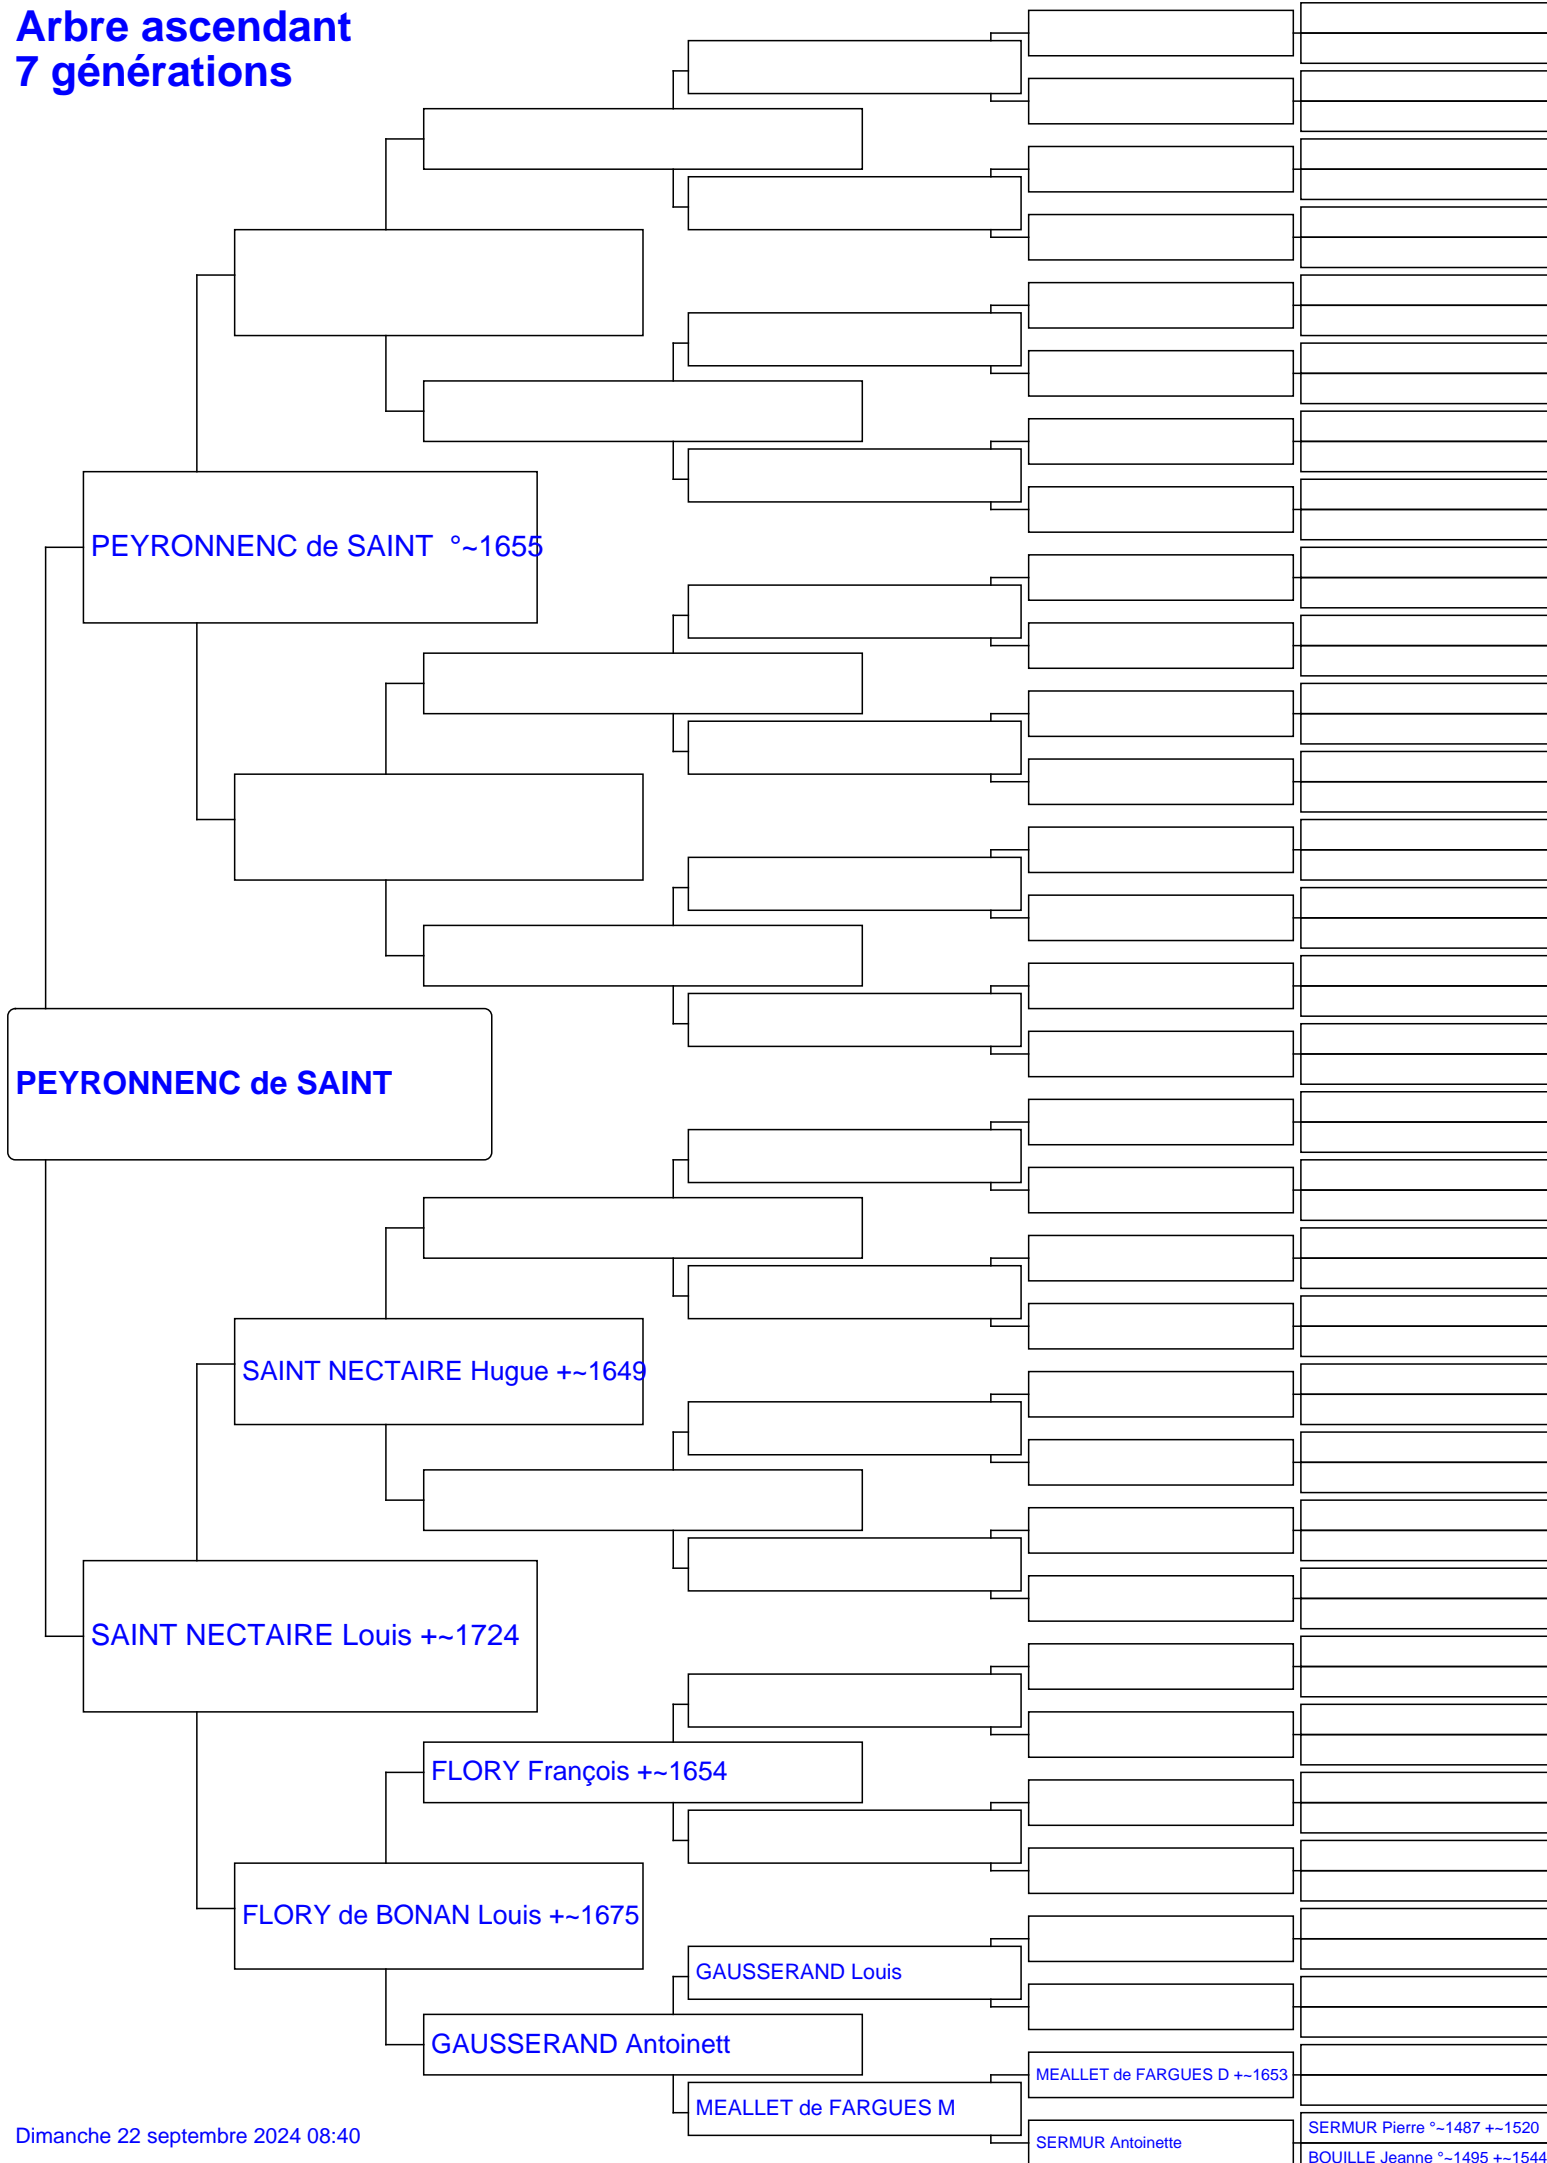 Arbre ascendant
7 générations
PEYRONNENC de SAINT °~1655
PEYRONNENC de SAINT
SAINT NECTAIRE Hugue +~1649
SAINT NECTAIRE Louis +~1724
FLORY François +~1654
FLORY de BONAN Louis +~1675
GAUSSERAND Louis
GAUSSERAND Antoinett
MEALLET de FARGUES D +~1653
MEALLET de FARGUES M
SERMUR Pierre °~1487 +~1520
SERMUR Antoinette
BOUILLE Jeanne °~1495 +~1544
Dimanche 22 septembre 2024 08:40